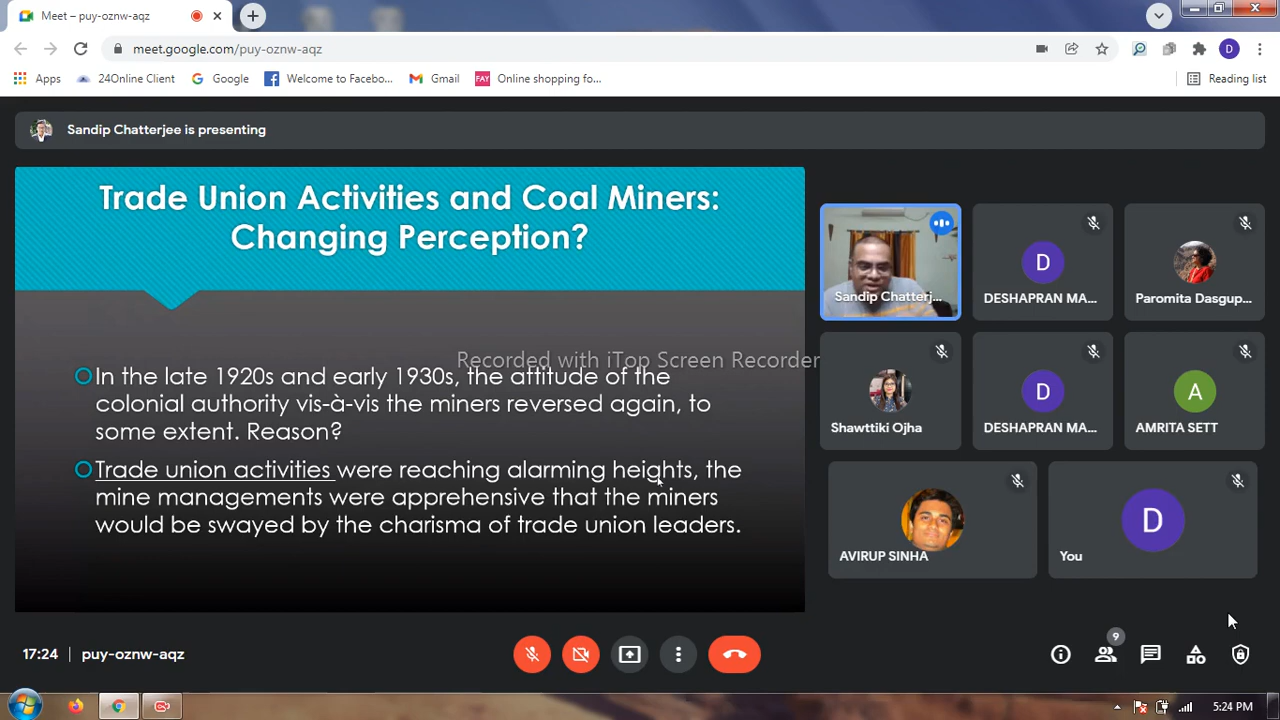 Meet – puy-oznw-aqz
meet.google.com/puy-oznw-aqz
Apps 24Online Client Google Welcome to Facebo... Gmail FAY Online shopping fo... Reading list
D
Sandip Chatterjee is presenting
Trade Union Activities and Coal Miners:
Changing Perception?
Recorded with iTop Screen Recorder
In the late 1920s and early 1930s, the attitude of the
colonial authority vis-à-vis the miners reversed again, to
some extent. Reason?
Trade union activities were reaching alarming heights, the
mine managements were apprehensive that the miners
would be swayed by the charisma of trade union leaders.
Sandip Chatterj...
D
DESHAPRAN MA...
Paromita Dasgup...
Shawttiki Ojha
D
DESHAPRAN MA...
A
AMRITA SETT
AVIRUP SINHA
D
You
17:24 | puy-oznw-aqz
9
5:24 PM